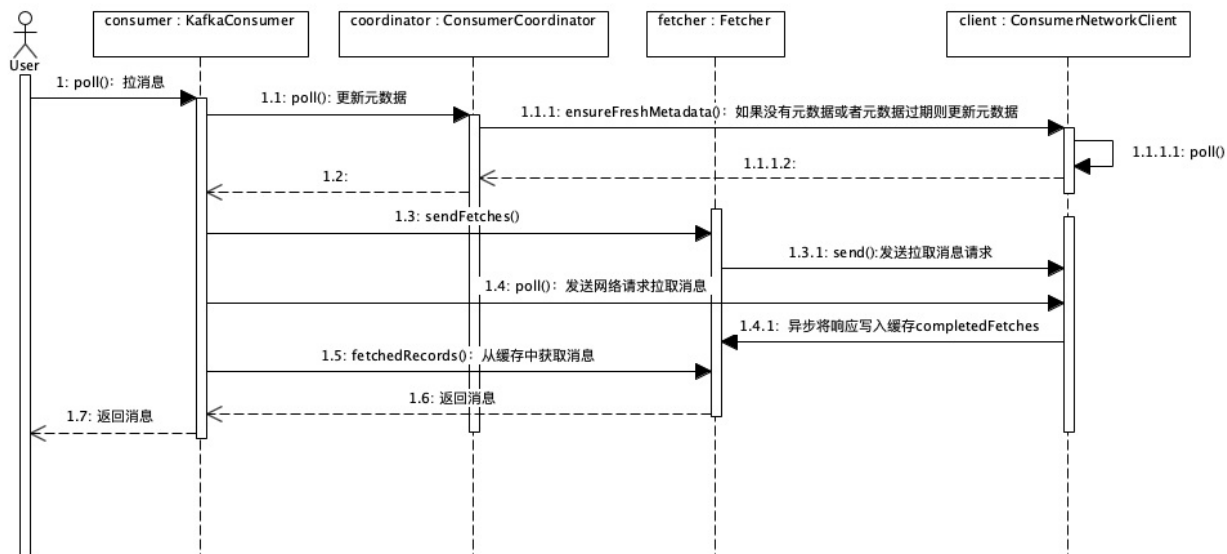 consumer : KafkaConsumer
coordinator : ConsumerCoordinator
fetcher : Fetcher
client : ConsumerNetworkClient
User
1: poll()：拉消息
1.1: poll(): 更新元数据
1.1.1: ensureFreshMetadata()：如果没有元数据或者元数据过期则更新元数据
1.1.1.1: poll()
1.1.1.2:
1.2:
1.3: sendFetches()
1.3.1: send():发送拉取消息请求
1.4: poll()：发送网络请求拉取消息
1.4.1: 异步将响应写入缓存completedFetches
1.5: fetchedRecords()：从缓存中获取消息
1.6: 返回消息
1.7: 返回消息